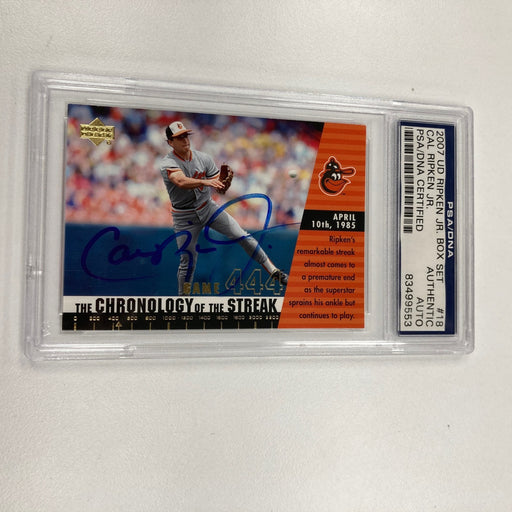 APRIL
10th, 1985
Ripken's
remarkable streak
almost comes to
a premature end
as the superstar
sprains his ankle but
continues to play.
GAME 444
THE CHRONOLOGY OF THE STREAK
PSA/DNA
2007 UD RIPKEN JR. BOX SET #18
CAL RIPKEN JR. AUTHENTIC
PSA/DNA CERTIFIED AUTO
83499553